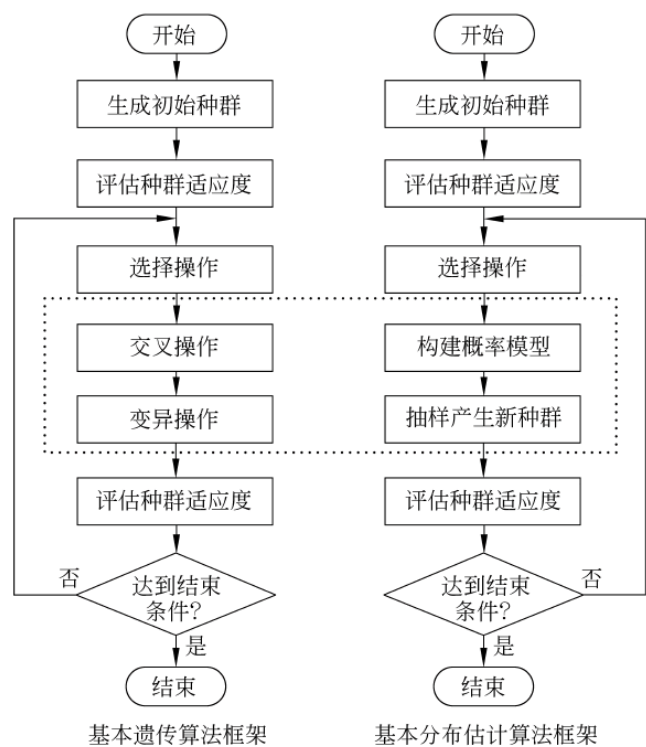 开始
生成初始种群
评估种群适应度
选择操作
交叉操作
变异操作
评估种群适应度
否
达到结束
条件?
是
结束
基本遗传算法框架
开始
生成初始种群
评估种群适应度
选择操作
构建概率模型
抽样产生新种群
评估种群适应度
达到结束
条件?
否
是
结束
基本分布估计算法框架